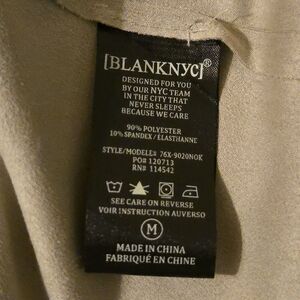 [BLANKNYC]®
DESIGNED FOR YOU
BY OUR NYC TEAM
IN THE CITY THAT
NEVER SLEEPS
BECAUSE WE CARE
90% POLYESTER
10% SPANDEX / ELASTHANNE
STYLE/MODELE# 76X-9020NOK
PO# 120713
RN# 114542
SEE CARE ON REVERSE
VOIR INSTRUCTION AUVERSO
M
MADE IN CHINA
FABRIQUÉ EN CHINE